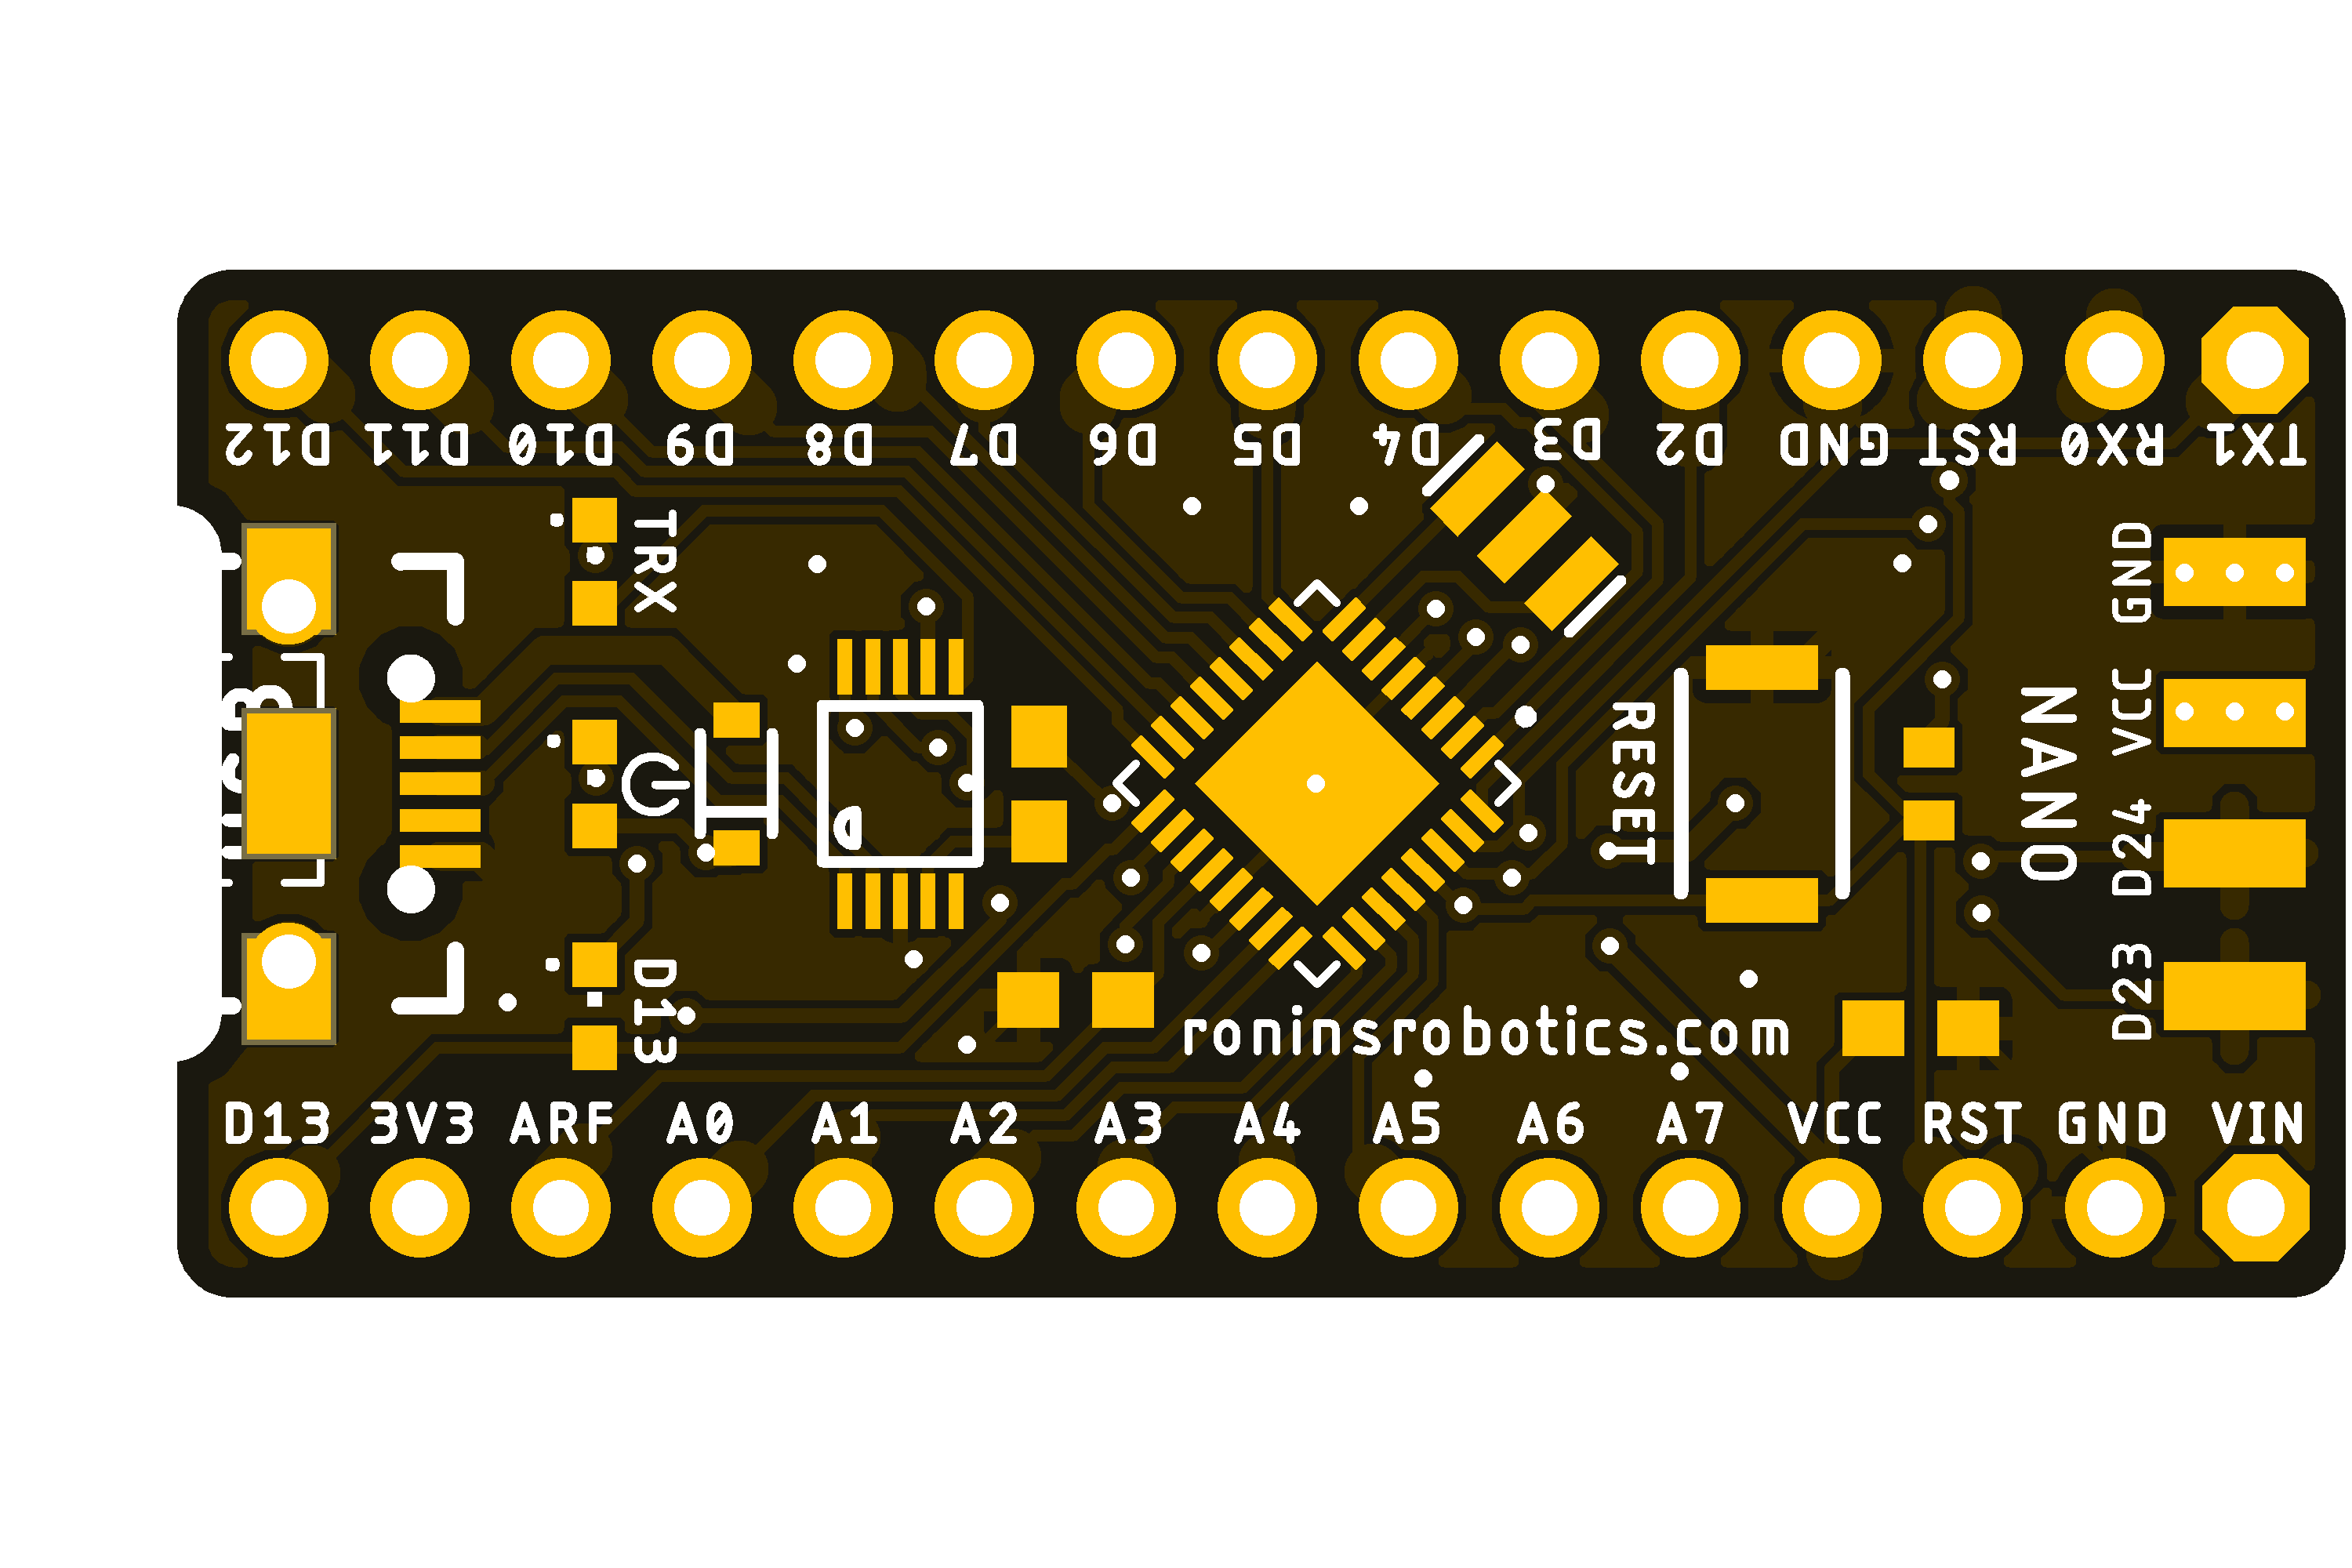 D12 D11 D10 D9 D8 D7 D6 D5 D4 D3 D2 GND RST RX0 TX1
TRX
GND
VCC
RESET
NANO
D24
D23
D13
roninsrobotics.com
D13 3V3 ARF A0 A1 A2 A3 A4 A5 A6 A7 VCC RST GND VIN